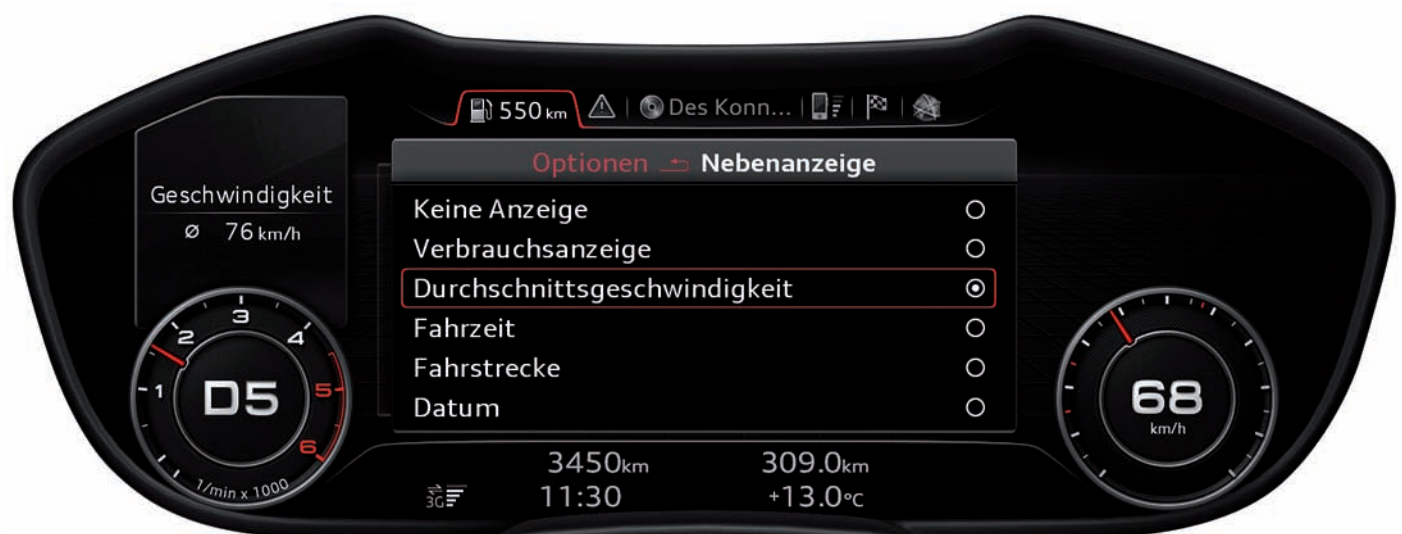 550 km
Des Konn...
Optionen Nebenanzeige
Geschwindigkeit
Ø 76 km/h
Keine Anzeige
Verbrauchsanzeige
Durchschnittsgeschwindigkeit
Fahrzeit
Fahrstrecke
Datum
1 2 3 4 5 6
D5
1/min x 1000
68
km/h
3450km 309.0km
3G 11:30 +13.0°C